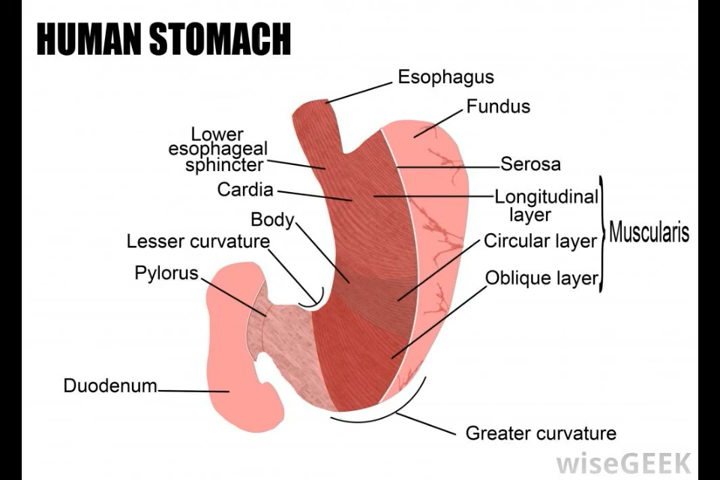 HUMAN STOMACH
Esophagus
Fundus
Lower
esophageal
sphincter
Serosa
Cardia
Longitudinal
layer
Body
Muscularis
Lesser curvature
Circular layer
Pylorus
Oblique layer
Duodenum
Greater curvature
wiseGEEK